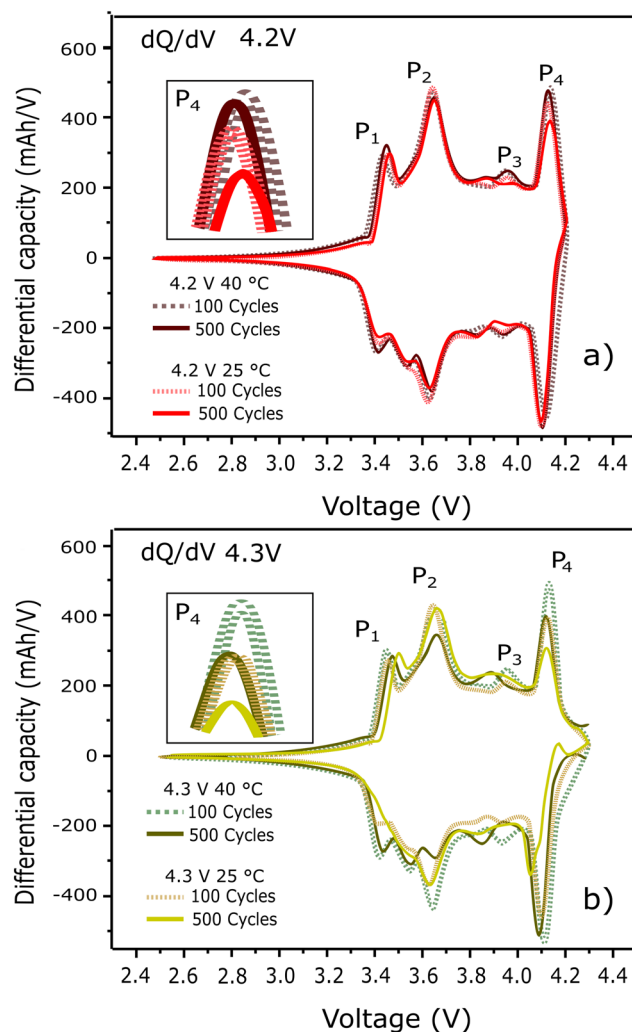 dQ/dV 4.2V
600
400
200
0
-200
-400
Differential capacity (mAh/V)
P4
P1
P2
P3
P4
4.2 V 40 °C
100 Cycles
500 Cycles
4.2 V 25 °C
100 Cycles
500 Cycles
a)
2.4 2.6 2.8 3.0 3.2 3.4 3.6 3.8 4.0 4.2 4.4
Voltage (V)
dQ/dV 4.3V
600
400
200
0
-200
-400
Differential capacity (mAh/V)
P4
P1
P2
P3
P4
4.3 V 40 °C
100 Cycles
500 Cycles
4.3 V 25 °C
100 Cycles
500 Cycles
b)
2.4 2.6 2.8 3.0 3.2 3.4 3.6 3.8 4.0 4.2 4.4
Voltage (V)